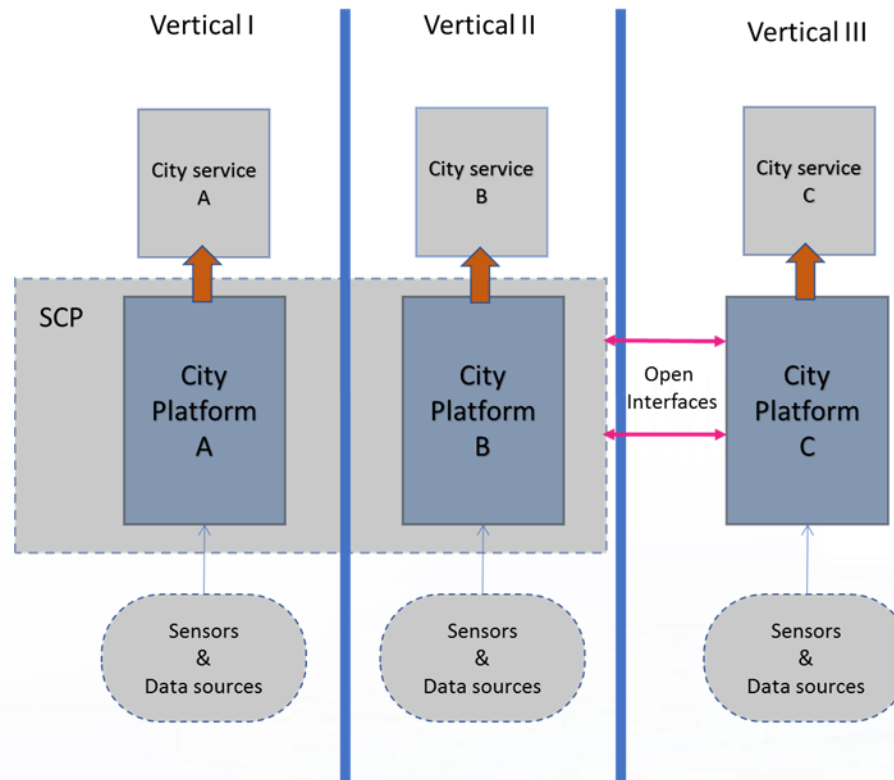 Vertical I
Vertical II
Vertical III
City service
A
City service
B
City service
C
SCP
City
Platform
A
City
Platform
B
Open
Interfaces
City
Platform
C
Sensors
&
Data sources
Sensors
&
Data sources
Sensors
&
Data sources